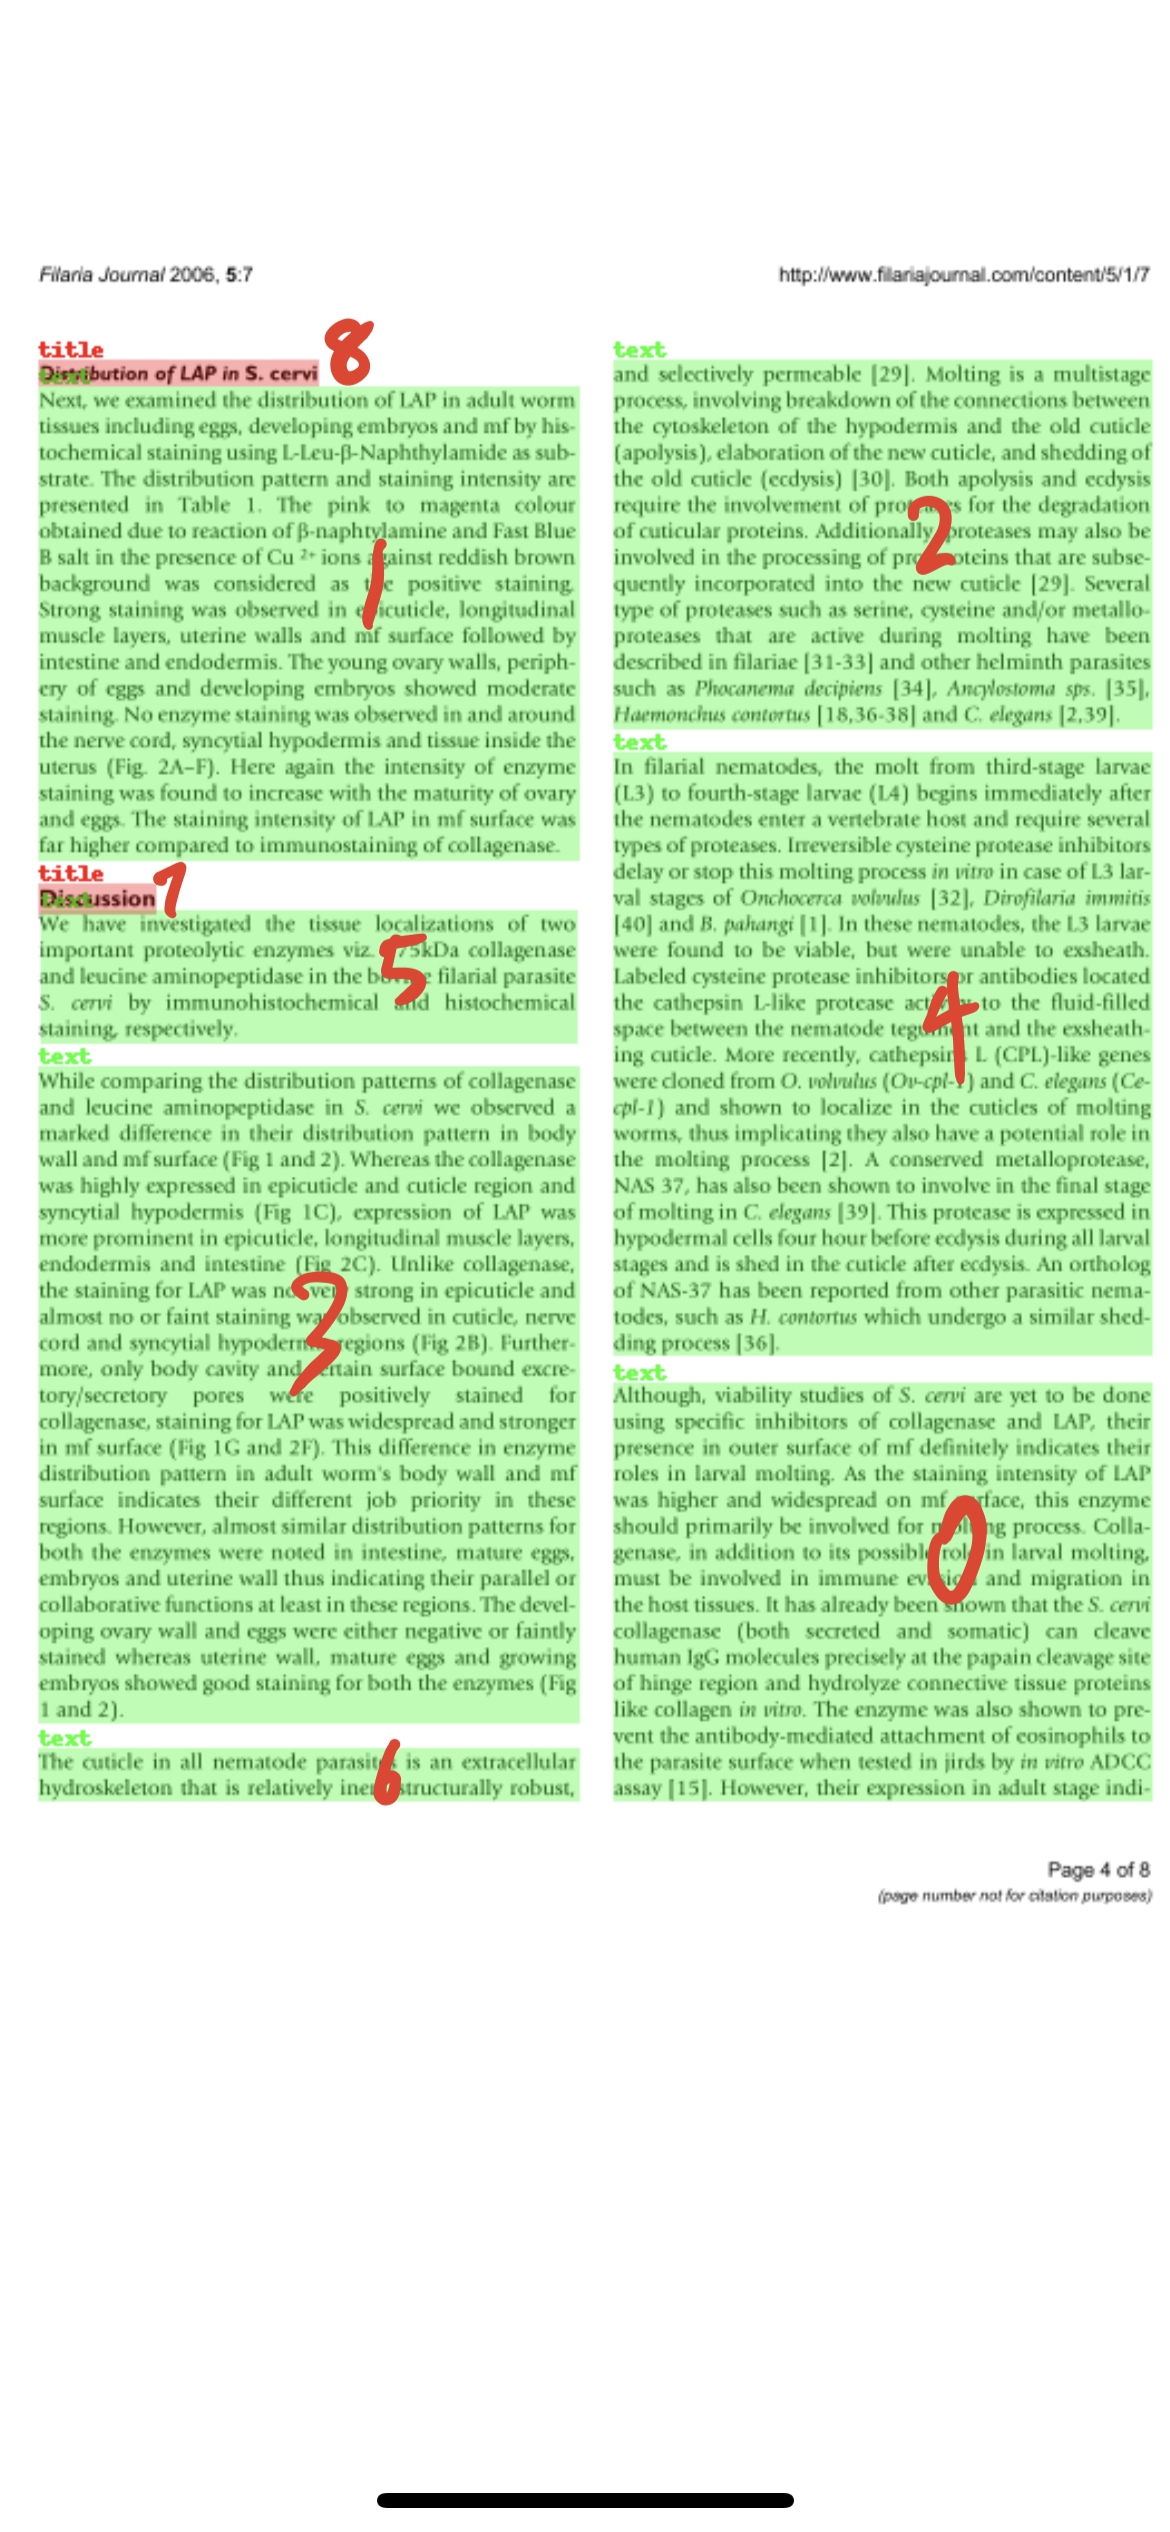 Filaria Journal 2006, 5:7
http://www.filariajournal.com/content/5/1/7
title
8
Distribution of LAP in S. cervi
text
Next, we examined the distribution of LAP in adult worm
tissues including eggs, developing embryos and mf by his-
tochemical staining using L-Leu-β-Naphthylamide as sub-
strate. The distribution pattern and staining intensity are
presented in Table 1. The pink to magenta colour
obtained due to reaction of β-naphtylamine and Fast Blue
B salt in the presence of Cu 2+ ions against reddish brown
1
background was considered as the positive staining.
Strong staining was observed in epicuticle, longitudinal
muscle layers, uterine walls and mf surface followed by
intestine and endodermis. The young ovary walls, periph-
ery of eggs and developing embryos showed moderate
staining. No enzyme staining was observed in and around
the nerve cord, syncytial hypodermis and tissue inside the
uterus (Fig. 2A–F). Here again the intensity of enzyme
staining was found to increase with the maturity of ovary
and eggs. The staining intensity of LAP in mf surface was
far higher compared to immunostaining of collagenase.
title
7
Discussion
text
We have investigated the tissue localizations of two
important proteolytic enzymes viz. 75kDa collagenase
5
and leucine aminopeptidase in the bovine filarial parasite
S. cervi by immunohistochemical and histochemical
staining, respectively.
text
While comparing the distribution patterns of collagenase
and leucine aminopeptidase in S. cervi we observed a
marked difference in their distribution pattern in body
wall and mf surface (Fig 1 and 2). Whereas the collagenase
was highly expressed in epicuticle and cuticle region and
syncytial hypodermis (Fig 1C), expression of LAP was
more prominent in epicuticle, longitudinal muscle layers,
endodermis and intestine (Fig 2C). Unlike collagenase,
the staining for LAP was not very strong in epicuticle and
almost no or faint staining was observed in cuticle, nerve
3
cord and syncytial hypodermis regions (Fig 2B). Further-
more, only body cavity and certain surface bound excre-
tory/secretory pores were positively stained for
collagenase, staining for LAP was widespread and stronger
in mf surface (Fig 1G and 2F). This difference in enzyme
distribution pattern in adult worm's body wall and mf
surface indicates their different job priority in these
regions. However, almost similar distribution patterns for
both the enzymes were noted in intestine, mature eggs,
embryos and uterine wall thus indicating their parallel or
collaborative functions at least in these regions. The devel-
oping ovary wall and eggs were either negative or faintly
stained whereas uterine wall, mature eggs and growing
embryos showed good staining for both the enzymes (Fig
1 and 2).
text
The cuticle in all nematode parasites is an extracellular
6
hydroskeleton that is relatively inert, structurally robust,
text
and selectively permeable [29]. Molting is a multistage
process, involving breakdown of the connections between
the cytoskeleton of the hypodermis and the old cuticle
(apolysis), elaboration of the new cuticle, and shedding of
the old cuticle (ecdysis) [30]. Both apolysis and ecdysis
require the involvement of proteases for the degradation
of cuticular proteins. Additionally proteases may also be
2
involved in the processing of proproteins that are subse-
quently incorporated into the new cuticle [29]. Several
type of proteases such as serine, cysteine and/or metallo-
proteases that are active during molting have been
described in filariae [31-33] and other helminth parasites
such as Phocanema decipiens [34], Ancylostoma sps. [35],
Haemonchus contortus [18,36-38] and C. elegans [2,39].
text
In filarial nematodes, the molt from third-stage larvae
(L3) to fourth-stage larvae (L4) begins immediately after
the nematodes enter a vertebrate host and require several
types of proteases. Irreversible cysteine protease inhibitors
delay or stop this molting process in vitro in case of L3 lar-
val stages of Onchocerca volvulus [32], Dirofilaria immitis
[40] and B. pahangi [1]. In these nematodes, the L3 larvae
were found to be viable, but were unable to exsheath.
Labeled cysteine protease inhibitors or antibodies located
the cathepsin L-like protease activity to the fluid-filled
4
space between the nematode tegument and the exsheath-
ing cuticle. More recently, cathepsin L (CPL)-like genes
were cloned from O. volvulus (Ov-cpl-1) and C. elegans (Ce-
cpl-1) and shown to localize in the cuticles of molting
worms, thus implicating they also have a potential role in
the molting process [2]. A conserved metalloprotease,
NAS 37, has also been shown to involve in the final stage
of molting in C. elegans [39]. This protease is expressed in
hypodermal cells four hour before ecdysis during all larval
stages and is shed in the cuticle after ecdysis. An ortholog
of NAS-37 has been reported from other parasitic nema-
todes, such as H. contortus which undergo a similar shed-
ding process [36].
text
Although, viability studies of S. cervi are yet to be done
using specific inhibitors of collagenase and LAP, their
presence in outer surface of mf definitely indicates their
roles in larval molting. As the staining intensity of LAP
was higher and widespread on mf surface, this enzyme
should primarily be involved for molting process. Colla-
0
genase, in addition to its possible role in larval molting,
must be involved in immune evasion and migration in
the host tissues. It has already been shown that the S. cervi
collagenase (both secreted and somatic) can cleave
human IgG molecules precisely at the papain cleavage site
of hinge region and hydrolyze connective tissue proteins
like collagen in vitro. The enzyme was also shown to pre-
vent the antibody-mediated attachment of eosinophils to
the parasite surface when tested in jirds by in vitro ADCC
assay [15]. However, their expression in adult stage indi-
Page 4 of 8
(page number not for citation purposes)